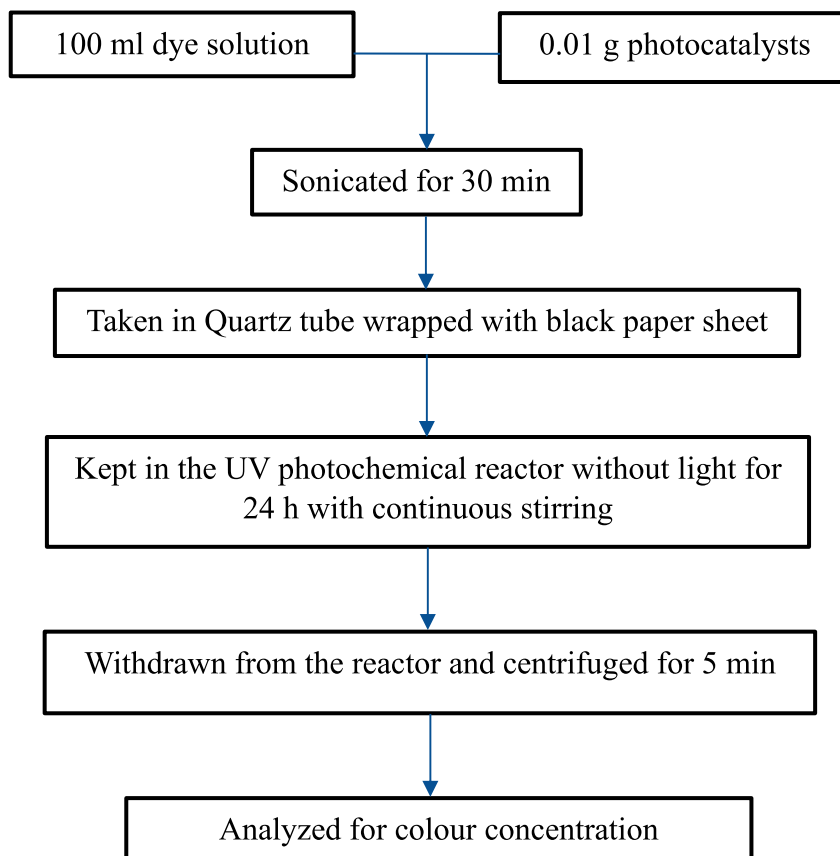 100 ml dye solution
0.01 g photocatalysts
Sonicated for 30 min
Taken in Quartz tube wrapped with black paper sheet
Kept in the UV photochemical reactor without light for
24 h with continuous stirring
Withdrawn from the reactor and centrifuged for 5 min
Analyzed for colour concentration